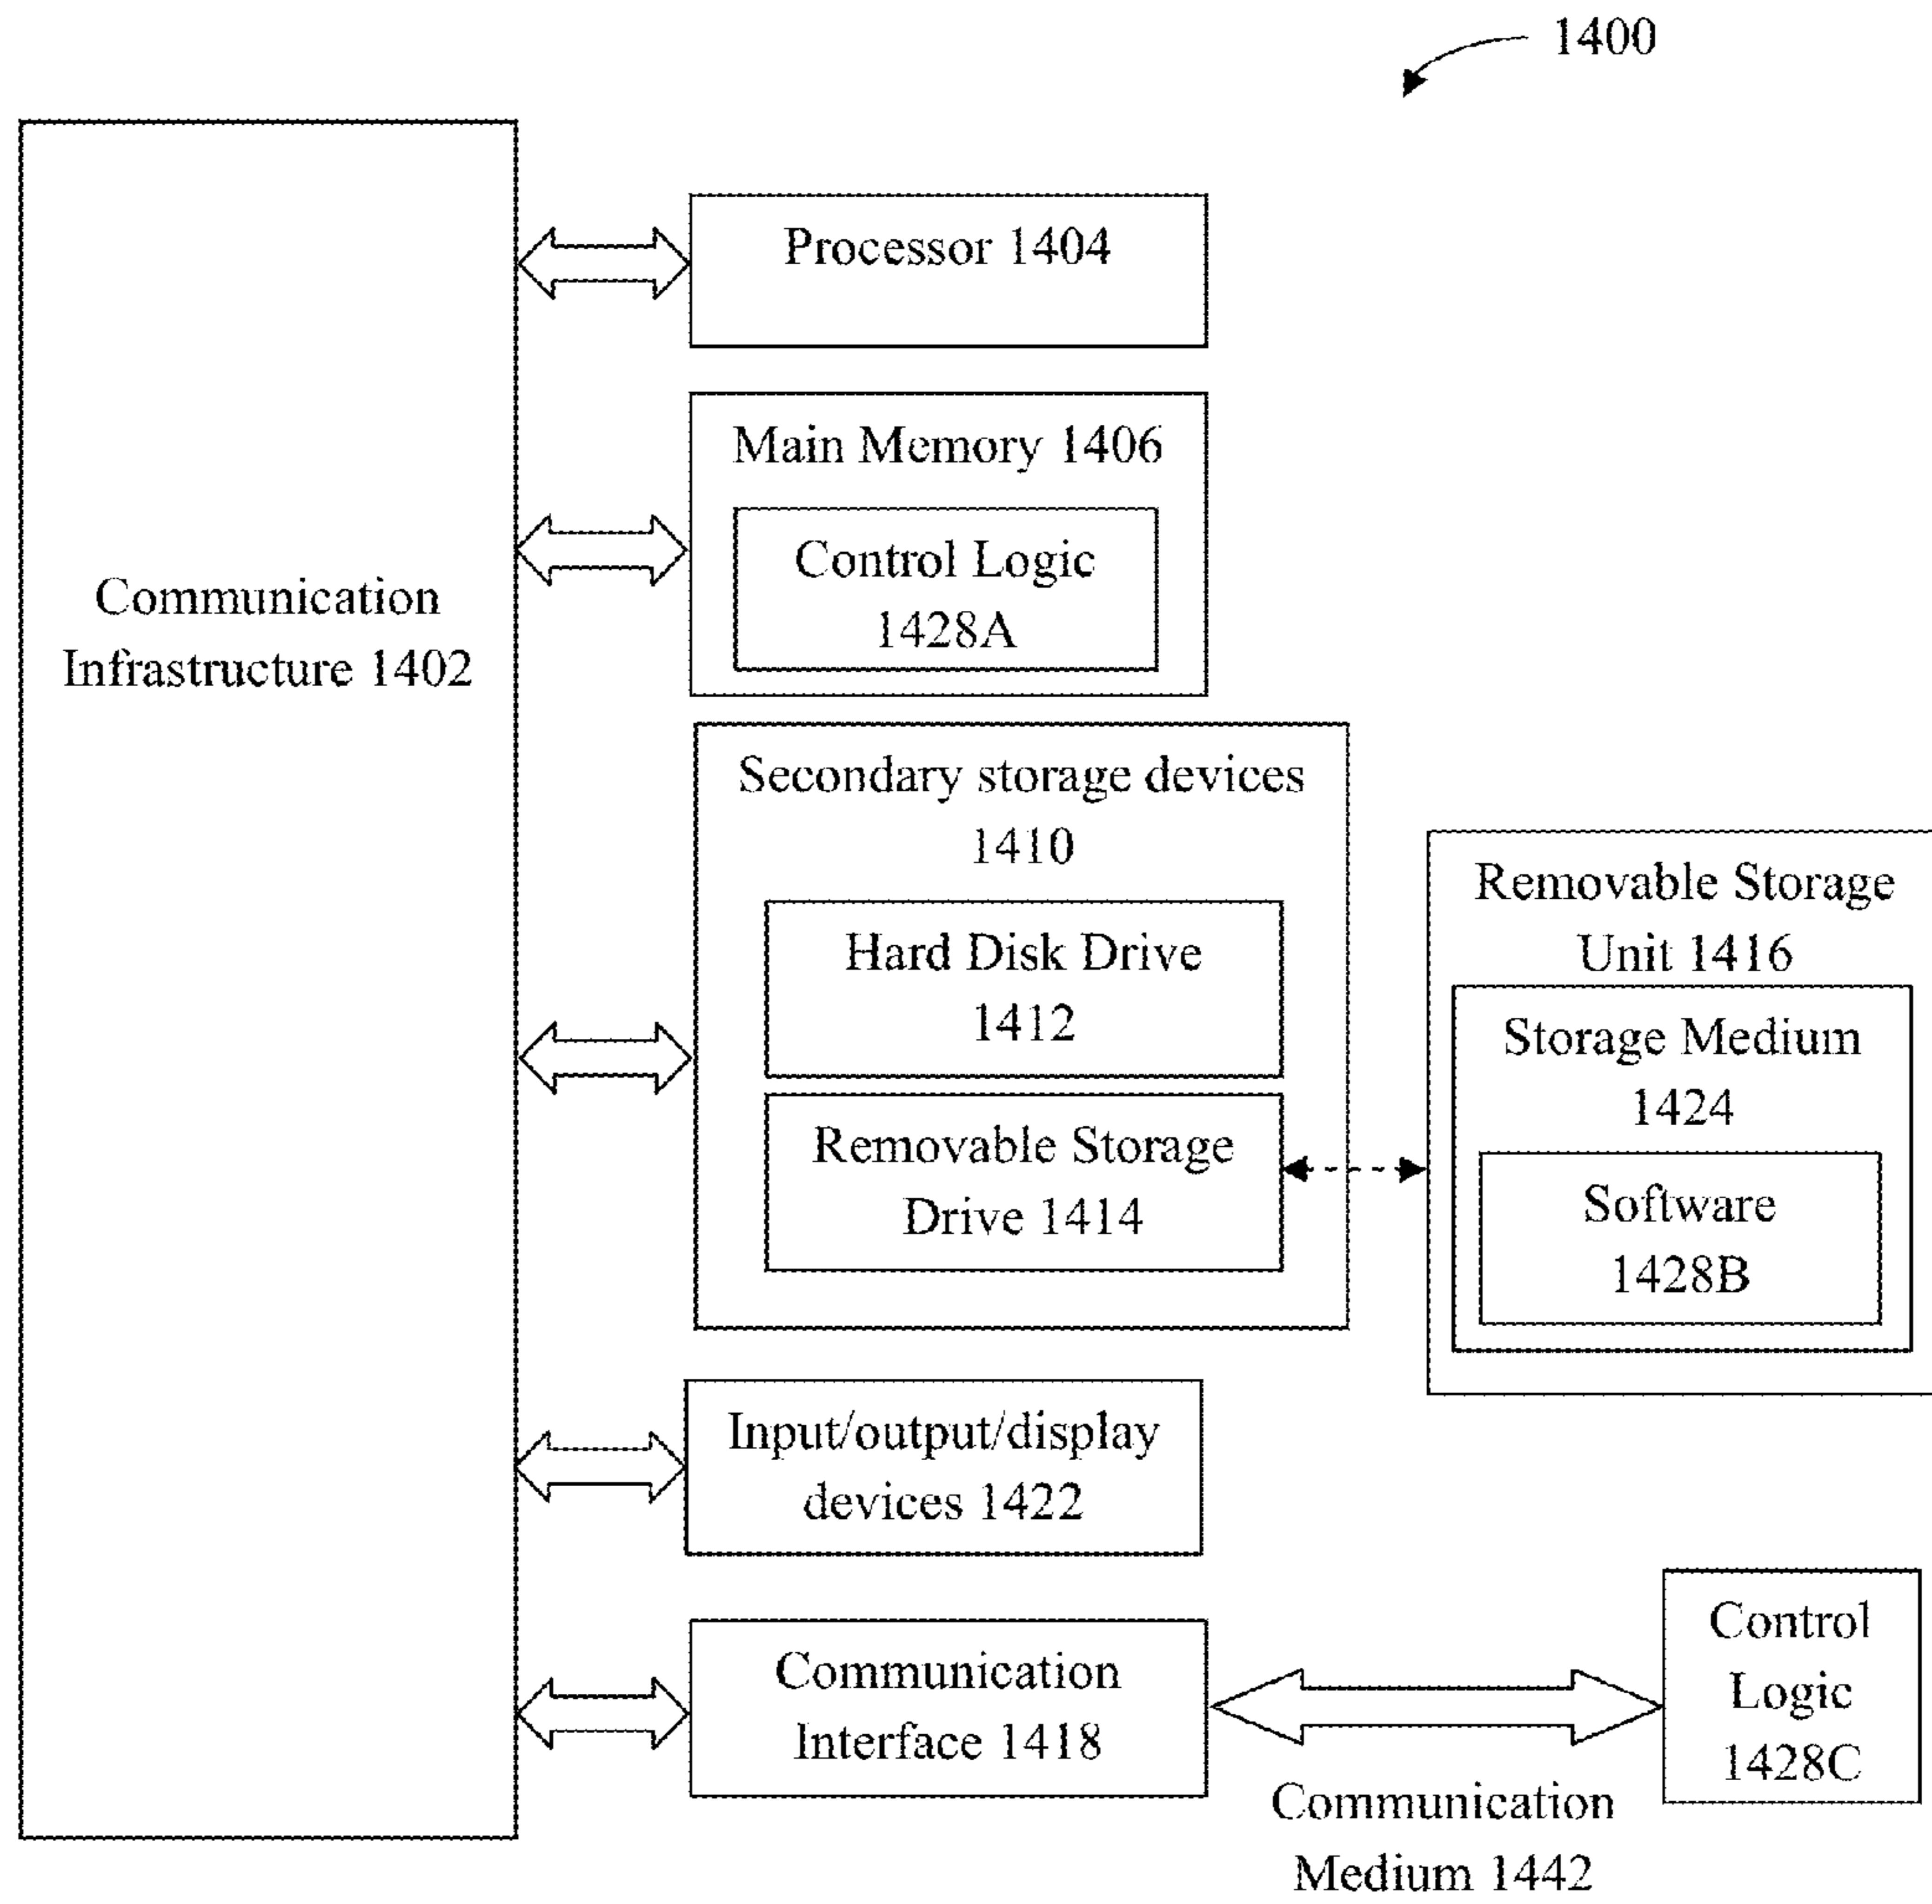 1400
Communication
Infrastructure 1402
Processor 1404
Main Memory 1406
Control Logic
1428A
Secondary storage devices
1410
Hard Disk Drive
1412
Removable Storage
Drive 1414
Removable Storage
Unit 1416
Storage Medium
1424
Software
1428B
Input/output/display
devices 1422
Communication
Interface 1418
Communication
Medium 1442
Control
Logic
1428C